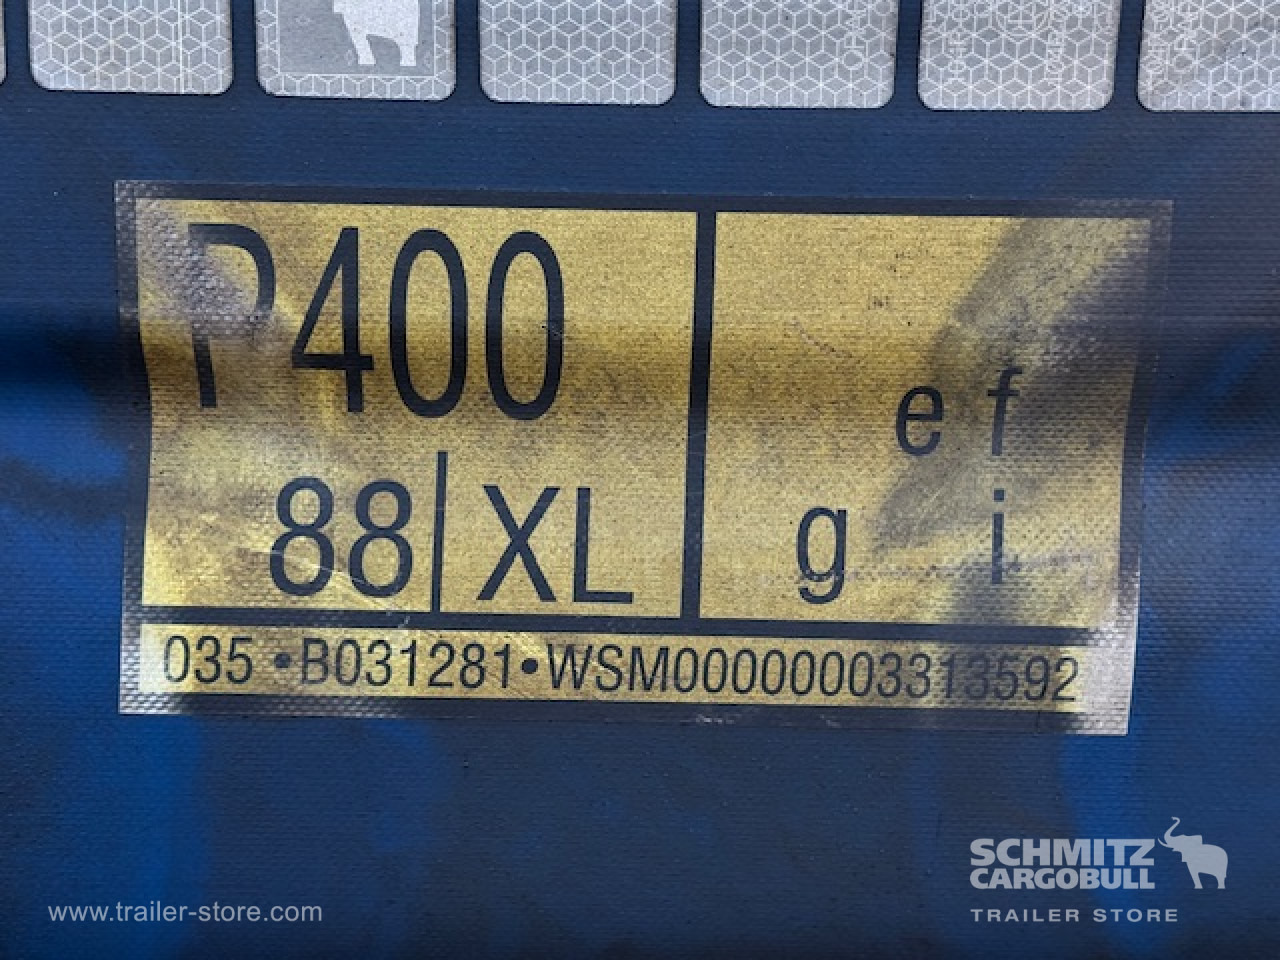 P400
88 XL
e f
g i
035 •B031281•WSM00000003313592
SCHMITZ
CARGOBULL
TRAILER STORE
www.trailer-store.com